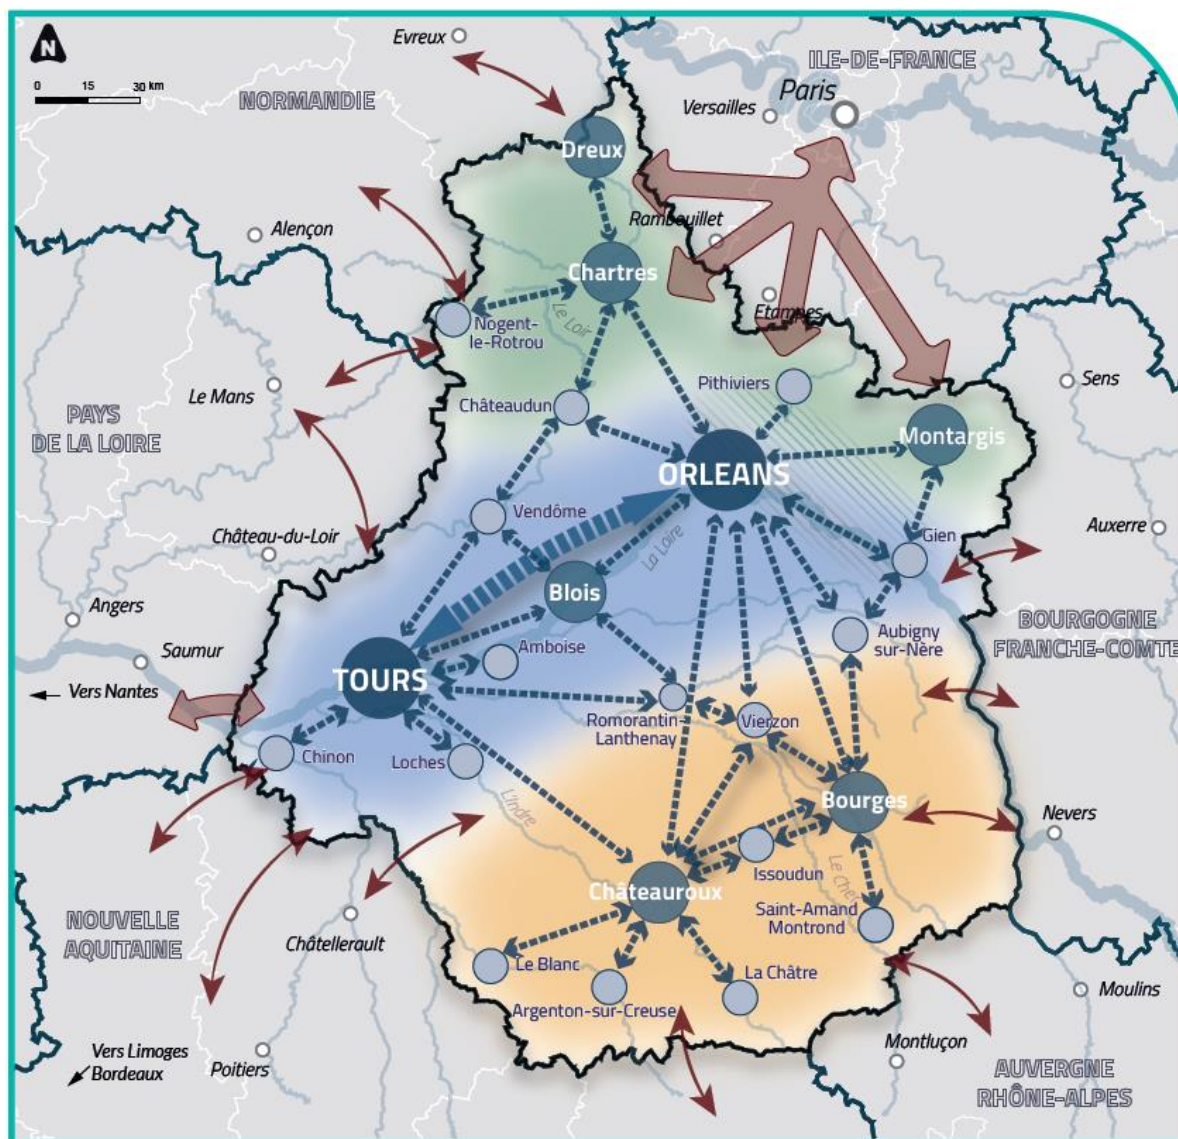 Evreux
ILE-DE-FRANCE
N
0 15 30 km
NORMANDIE
Paris
Versailles
Dreux
Alençon
Rambouillet
Chartres
Etampes
Le Loir
Nogent-
le-Rotrou
Pithiviers
Sens
Le Mans
Châteaudun
PAYS
DE LA LOIRE
Montargis
ORLEANS
Vendôme
Auxerre
Château-du-Loir
Gien
La Loire
Blois
Angers
BOURGOGNE
FRANCHE-COMTE
Aubigny
sur-Nère
Amboise
Saumur
TOURS
Vers Nantes
Romorantin-
Lanthenay
Vierzon
Chinon
Loches
Bourges
L'Indre
Nevers
Issoudun
Le Cher
Châteauroux
Saint-Amand
Montrond
NOUVELLE
AQUITAINE
Châtellerault
Le Blanc
La Châtre
Argenton-sur-Creuse
Moulins
Montluçon
Vers Limoges
Bordeaux
Poitiers
AUVERGNE
RHÔNE-ALPES